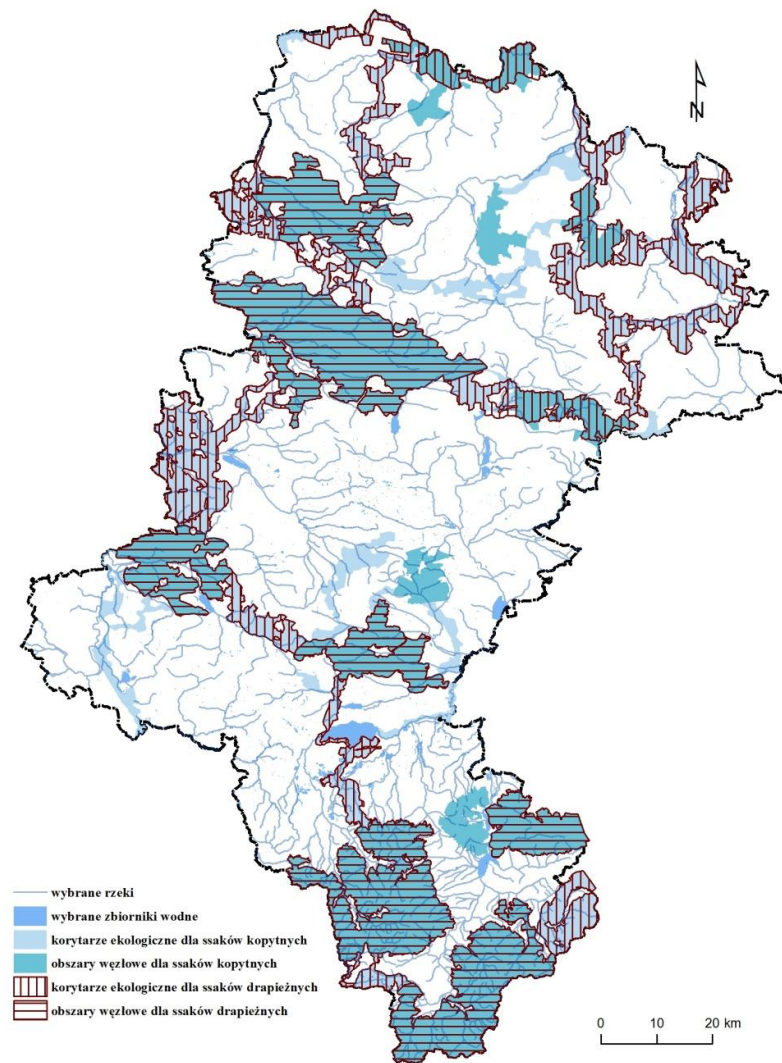 N
wybrane rzeki
wybrane zbiorniki wodne
korytarze ekologiczne dla ssaków kopytnych
obszary węzłowe dla ssaków kopytnych
korytarze ekologiczne dla ssaków drapieżnych
obszary węzłowe dla ssaków drapieżnych
0 10 20 km